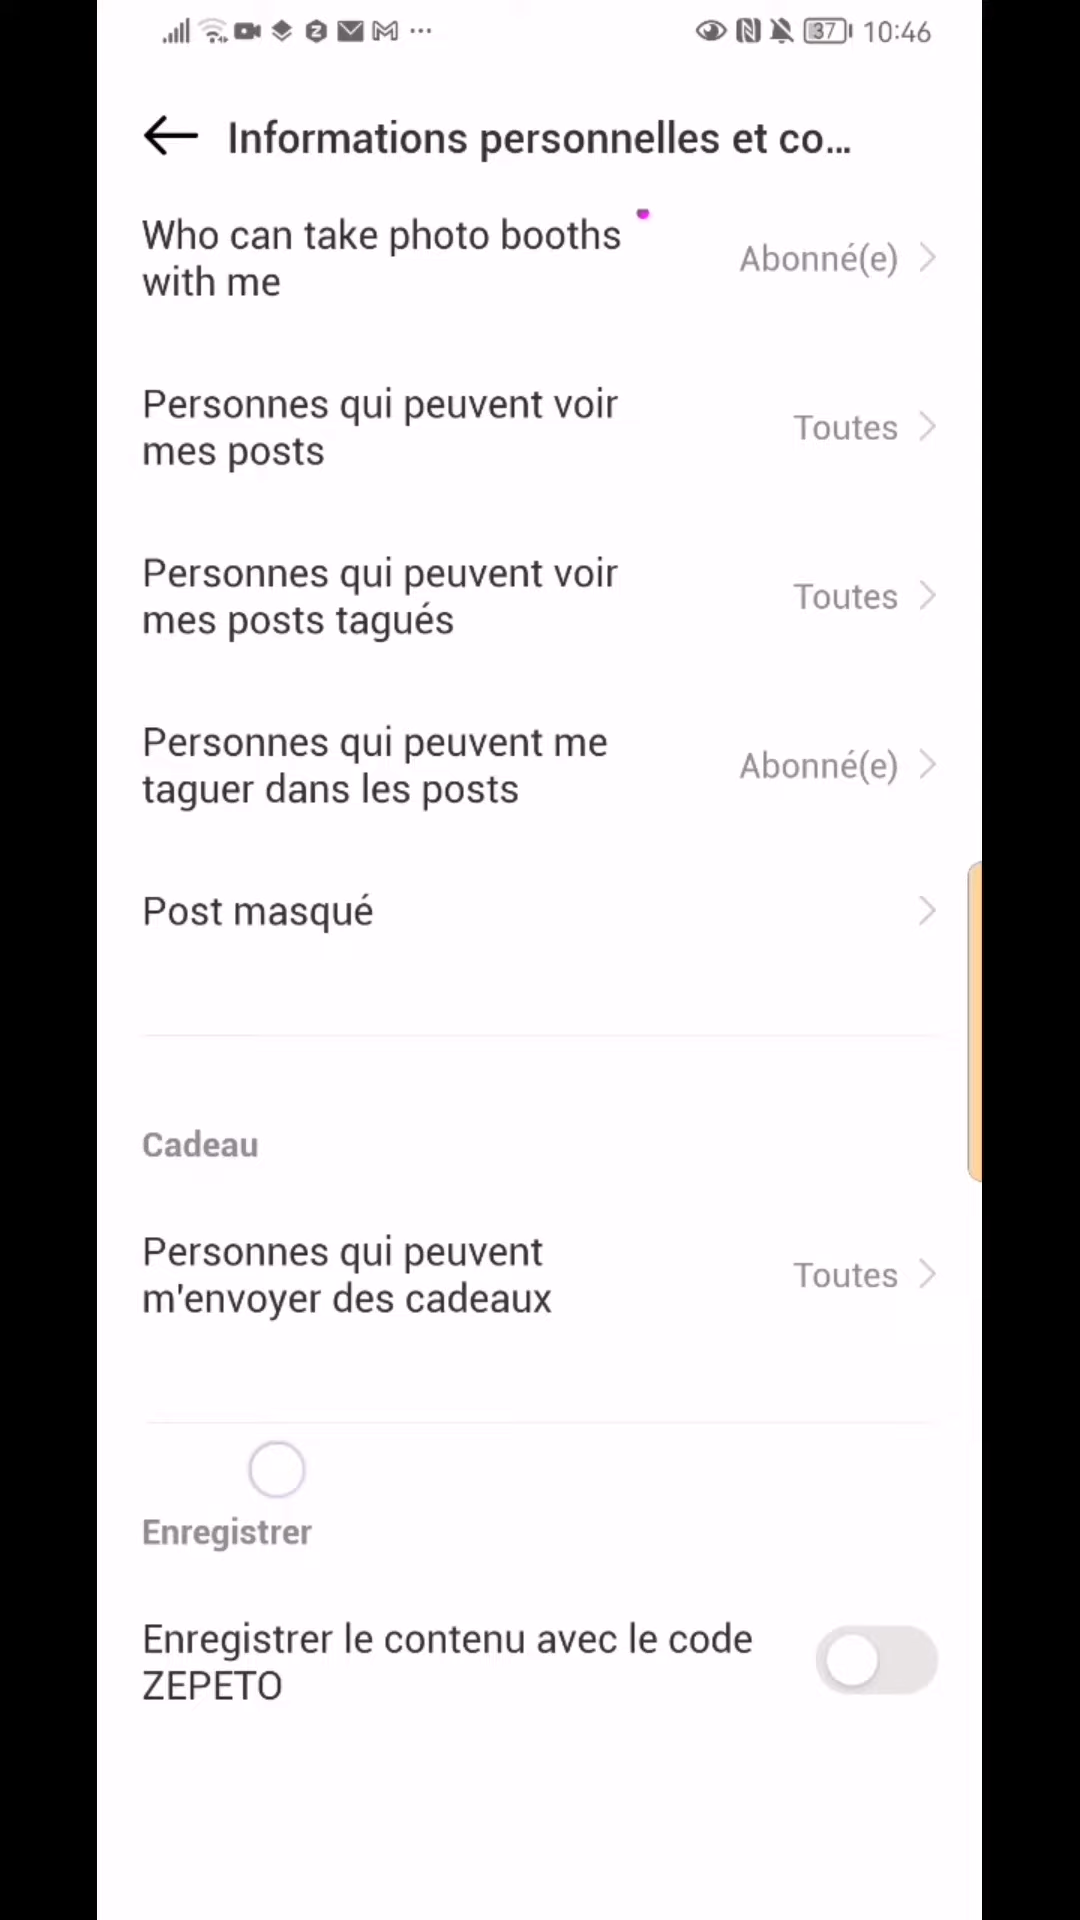 37 10:46
Informations personnelles et co...
Who can take photo booths
with me
Abonné(e)
Personnes qui peuvent voir
mes posts
Toutes
Personnes qui peuvent voir
mes posts tagués
Toutes
Personnes qui peuvent me
taguer dans les posts
Abonné(e)
Post masqué
Cadeau
Personnes qui peuvent
m'envoyer des cadeaux
Toutes
Enregistrer
Enregistrer le contenu avec le code
ZEPETO